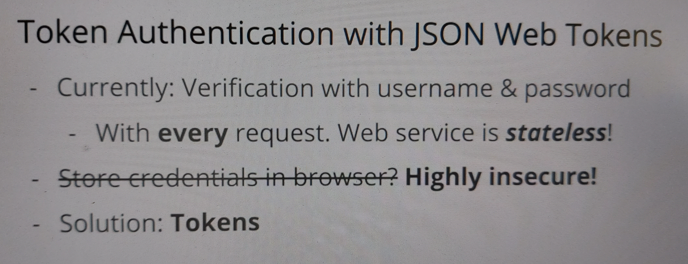 Token Authentication with JSON Web Tokens
- Currently: Verification with username & password
- With every request. Web service is stateless!
- Store credentials in browser? Highly insecure!
- Solution: Tokens